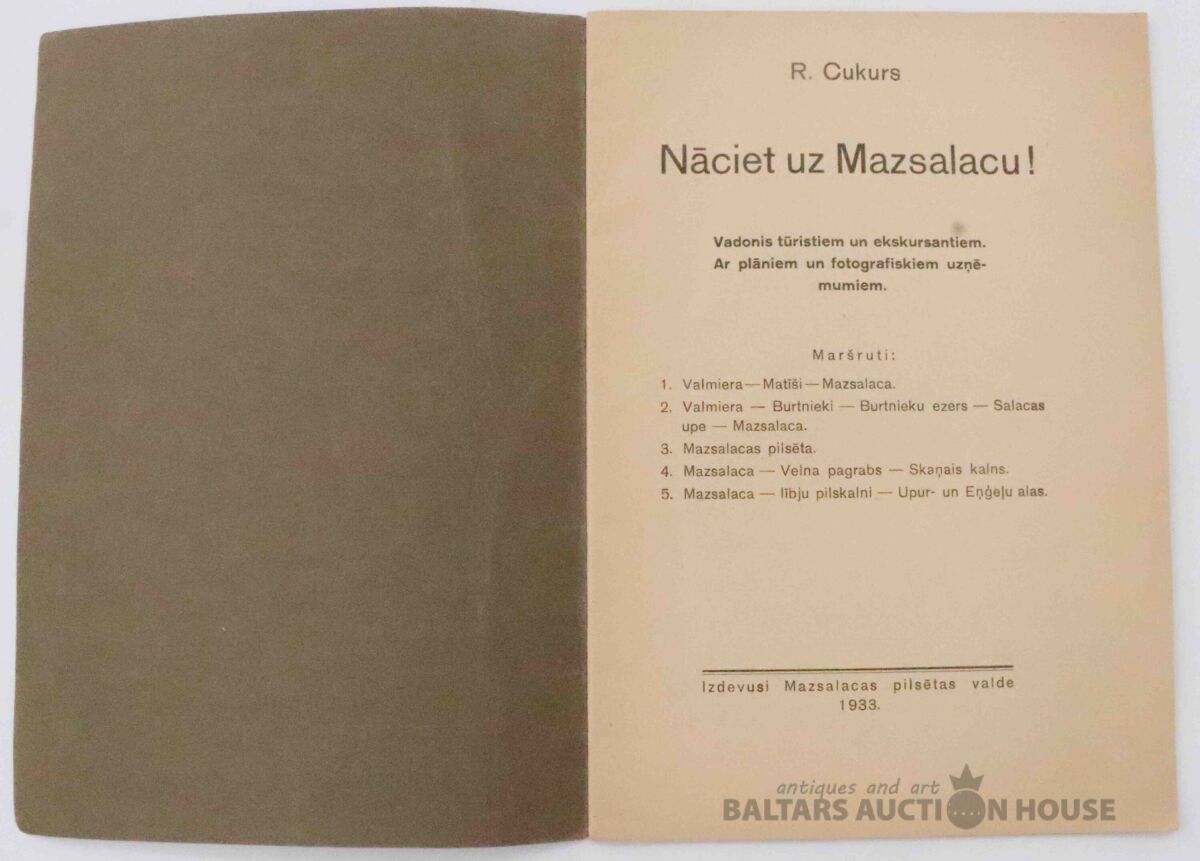 R. Cukurs
Nāciet uz Mazsalacu!
Vadonis tūristiem un ekskursantiem.
Ar plāniem un fotografiskiem uzņē-
mumiem.
Maršruti:
1. Valmiera—Matīši—Mazsalaca.
2. Valmiera — Burtnieki — Burtnieku ezers — Salacas
upe — Mazsalaca.
3. Mazsalacas pilsēta.
4. Mazsalaca — Velna pagrabs — Skaņais kalns.
5. Mazsalaca — lībju pilskalni — Upur- un Eņģeļu alas.
Izdevusi Mazsalacas pilsētas valde
1933.
antiques and art
BALTARS AUCTION HOUSE